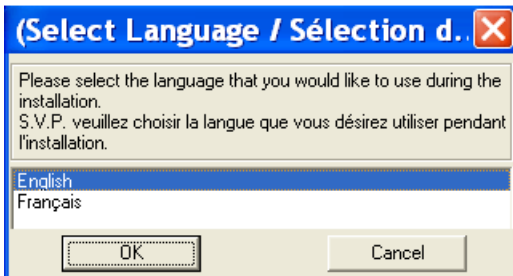 (Select Language / Sélection d..
Please select the language that you would like to use during the
installation.
S.V.P. veuillez choisir la langue que vous désirez utiliser pendant
l'installation.
English
Français
OK Cancel